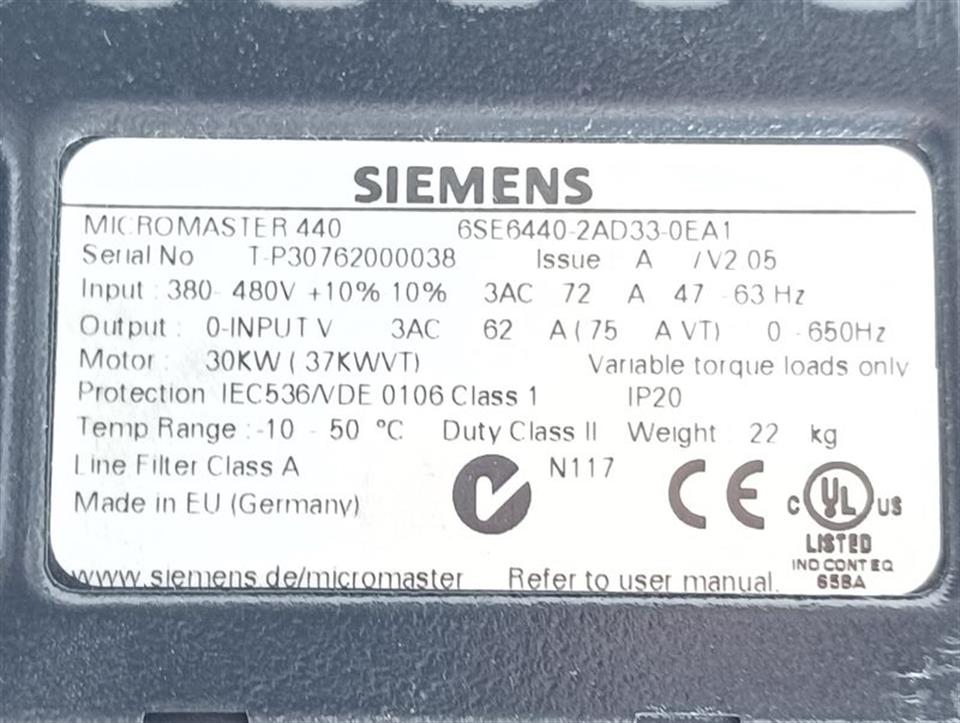 SIEMENS
MICROMASTER 440 6SE6440-2AD33-0EA1
Serial No T-P30762000038 Issue A /V2 05
Input : 380- 480V +10% 10% 3AC 72 A 47 - 63 Hz
Output : 0-INPUT V 3AC 62 A (75 A VT) 0 - 650Hz
Motor : 30KW ( 37KWVT) Variable torque loads only
Protection IEC536/VDE 0106 Class 1 IP20
Temp Range : -10 - 50 °C Duty Class II Weight : 22 kg
Line Filter Class A N117
Made in EU (Germany) CE C UL US
LISTED
IND CONT EQ
www.siemens.de/micromaster Refer to user manual. 65BA